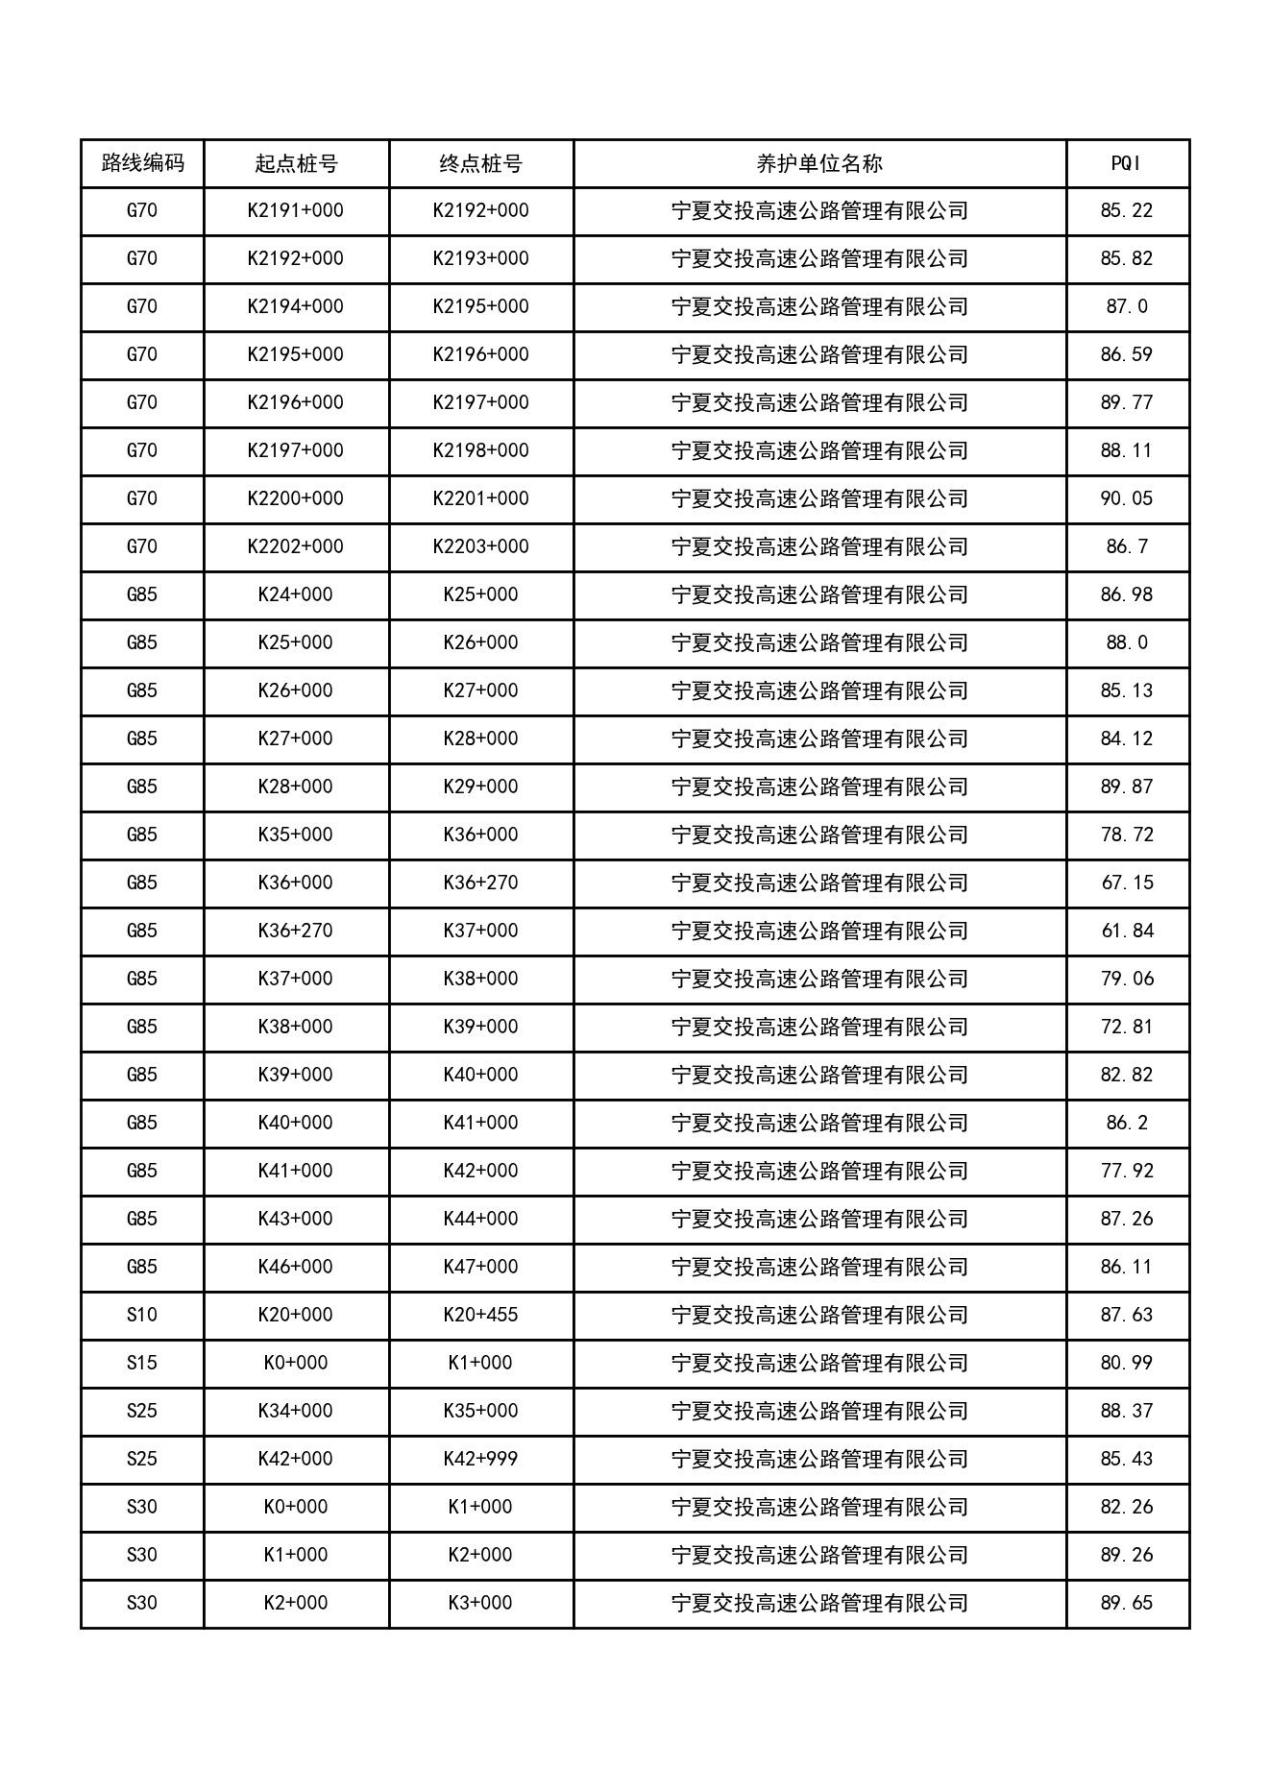 路线编码 起点桩号 终点桩号 养护单位名称 PQI
G70 K2191+000 K2192+000 宁夏交投高速公路管理有限公司 85.22
G70 K2192+000 K2193+000 宁夏交投高速公路管理有限公司 85.82
G70 K2194+000 K2195+000 宁夏交投高速公路管理有限公司 87.0
G70 K2195+000 K2196+000 宁夏交投高速公路管理有限公司 86.59
G70 K2196+000 K2197+000 宁夏交投高速公路管理有限公司 89.77
G70 K2197+000 K2198+000 宁夏交投高速公路管理有限公司 88.11
G70 K2200+000 K2201+000 宁夏交投高速公路管理有限公司 90.05
G70 K2202+000 K2203+000 宁夏交投高速公路管理有限公司 86.7
G85 K24+000 K25+000 宁夏交投高速公路管理有限公司 86.98
G85 K25+000 K26+000 宁夏交投高速公路管理有限公司 88.0
G85 K26+000 K27+000 宁夏交投高速公路管理有限公司 85.13
G85 K27+000 K28+000 宁夏交投高速公路管理有限公司 84.12
G85 K28+000 K29+000 宁夏交投高速公路管理有限公司 89.87
G85 K35+000 K36+000 宁夏交投高速公路管理有限公司 78.72
G85 K36+000 K36+270 宁夏交投高速公路管理有限公司 67.15
G85 K36+270 K37+000 宁夏交投高速公路管理有限公司 61.84
G85 K37+000 K38+000 宁夏交投高速公路管理有限公司 79.06
G85 K38+000 K39+000 宁夏交投高速公路管理有限公司 72.81
G85 K39+000 K40+000 宁夏交投高速公路管理有限公司 82.82
G85 K40+000 K41+000 宁夏交投高速公路管理有限公司 86.2
G85 K41+000 K42+000 宁夏交投高速公路管理有限公司 77.92
G85 K43+000 K44+000 宁夏交投高速公路管理有限公司 87.26
G85 K46+000 K47+000 宁夏交投高速公路管理有限公司 86.11
S10 K20+000 K20+455 宁夏交投高速公路管理有限公司 87.63
S15 K0+000 K1+000 宁夏交投高速公路管理有限公司 80.99
S25 K34+000 K35+000 宁夏交投高速公路管理有限公司 88.37
S25 K42+000 K42+999 宁夏交投高速公路管理有限公司 85.43
S30 K0+000 K1+000 宁夏交投高速公路管理有限公司 82.26
S30 K1+000 K2+000 宁夏交投高速公路管理有限公司 89.26
S30 K2+000 K3+000 宁夏交投高速公路管理有限公司 89.65